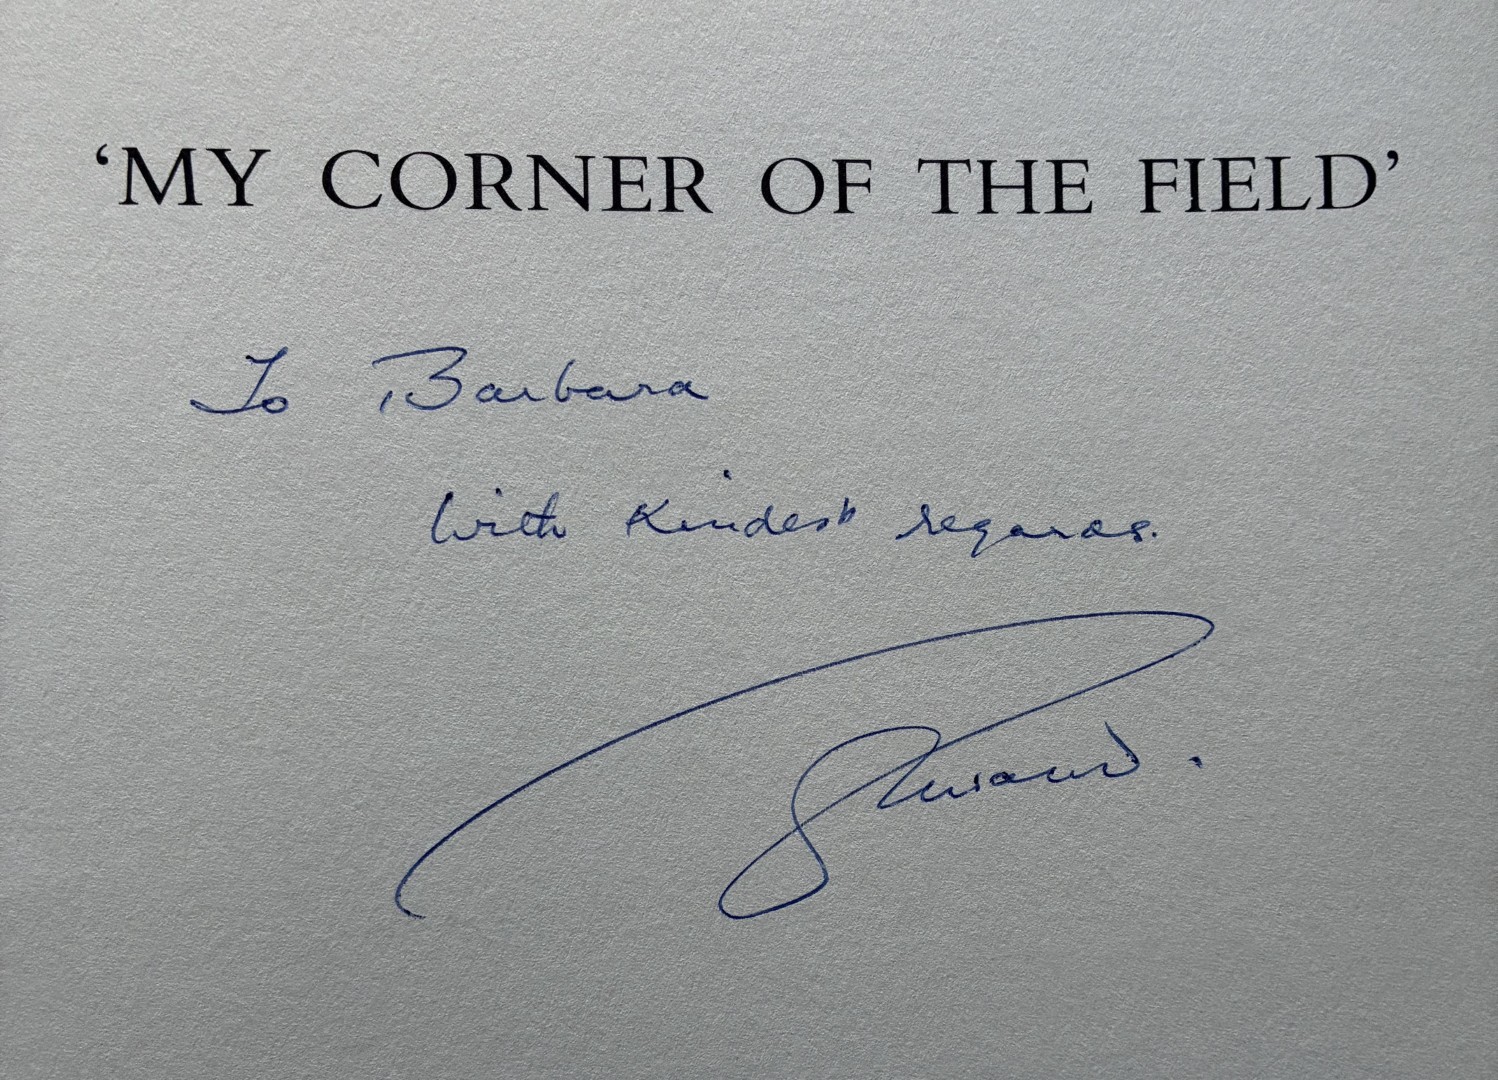 ‘MY CORNER OF THE FIELD’
To Barbara
With Kindest regards.